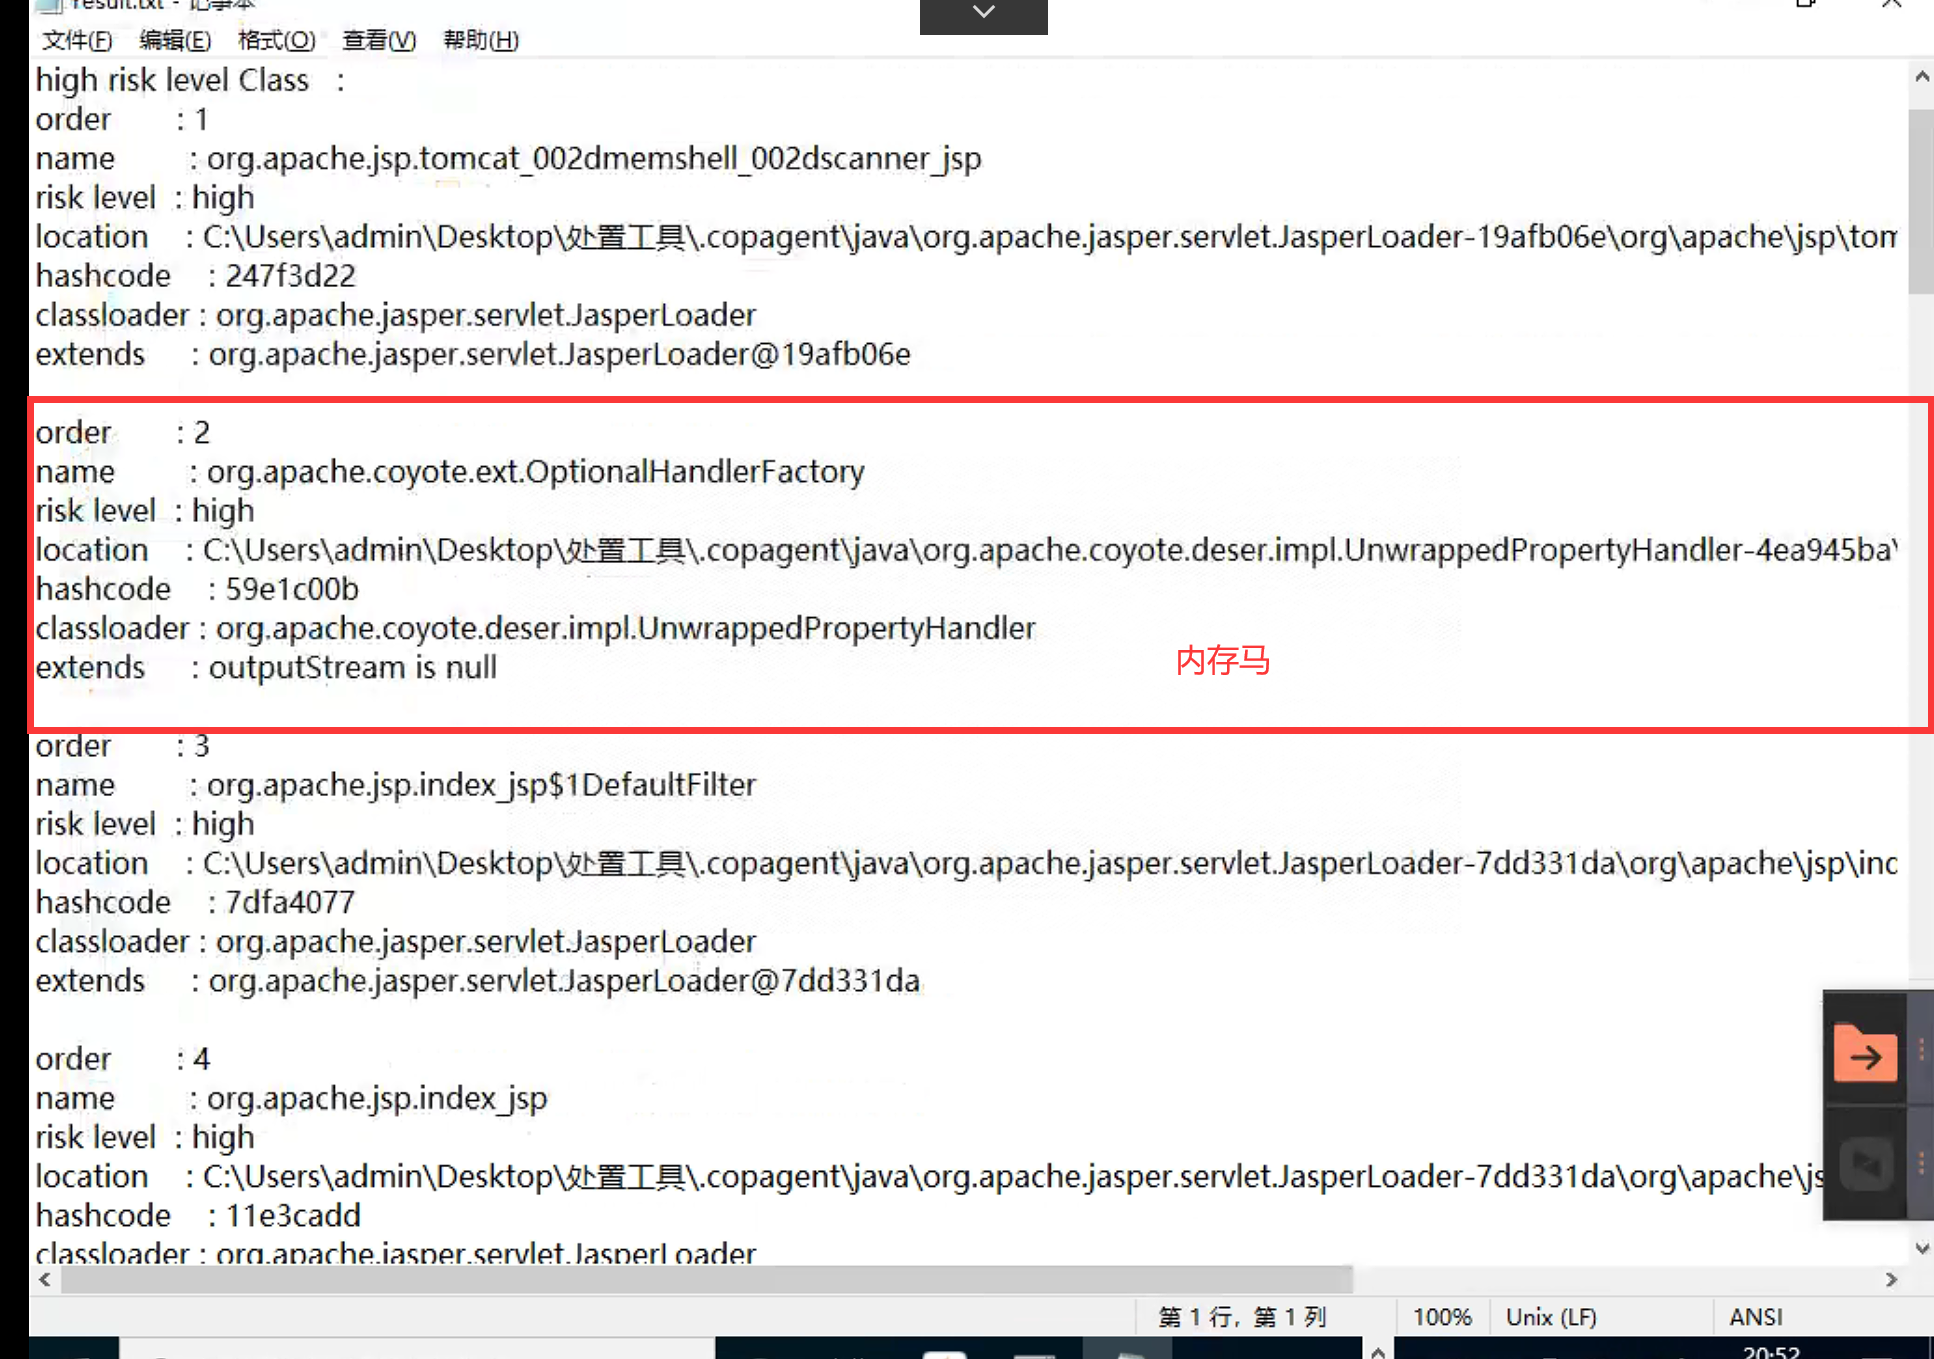 result.txt - 记事本
文件(F) 编辑(E) 格式(O) 查看(V) 帮助(H)
high risk level Class :
order : 1
name : org.apache.jsp.tomcat_002dmemshell_002dscanner_jsp
risk level : high
location : C:\Users\admin\Desktop\处置工具\.copagent\java\org.apache.jasper.servlet.JasperLoader-19afb06e\org\apache\jsp\tom
hashcode : 247f3d22
classloader : org.apache.jasper.servlet.JasperLoader
extends : org.apache.jasper.servlet.JasperLoader@19afb06e
order : 2
name : org.apache.coyote.ext.OptionalHandlerFactory
risk level : high
location : C:\Users\admin\Desktop\处置工具\.copagent\java\org.apache.coyote.deser.impl.UnwrappedPropertyHandler-4ea945ba\
hashcode : 59e1c00b
classloader : org.apache.coyote.deser.impl.UnwrappedPropertyHandler
内存马
extends : outputStream is null
order : 3
name : org.apache.jsp.index_jsp$1DefaultFilter
risk level : high
location : C:\Users\admin\Desktop\处置工具\.copagent\java\org.apache.jasper.servlet.JasperLoader-7dd331da\org\apache\jsp\inc
hashcode : 7dfa4077
classloader : org.apache.jasper.servlet.JasperLoader
extends : org.apache.jasper.servlet.JasperLoader@7dd331da
order : 4
name : org.apache.jsp.index_jsp
risk level : high
location : C:\Users\admin\Desktop\处置工具\.copagent\java\org.apache.jasper.servlet.JasperLoader-7dd331da\org\apache\js
hashcode : 11e3cadd
classloader : org.apache.jasper.servlet.JasperLoader
第 1 行，第 1 列 100% Unix (LF) ANSI
20:52